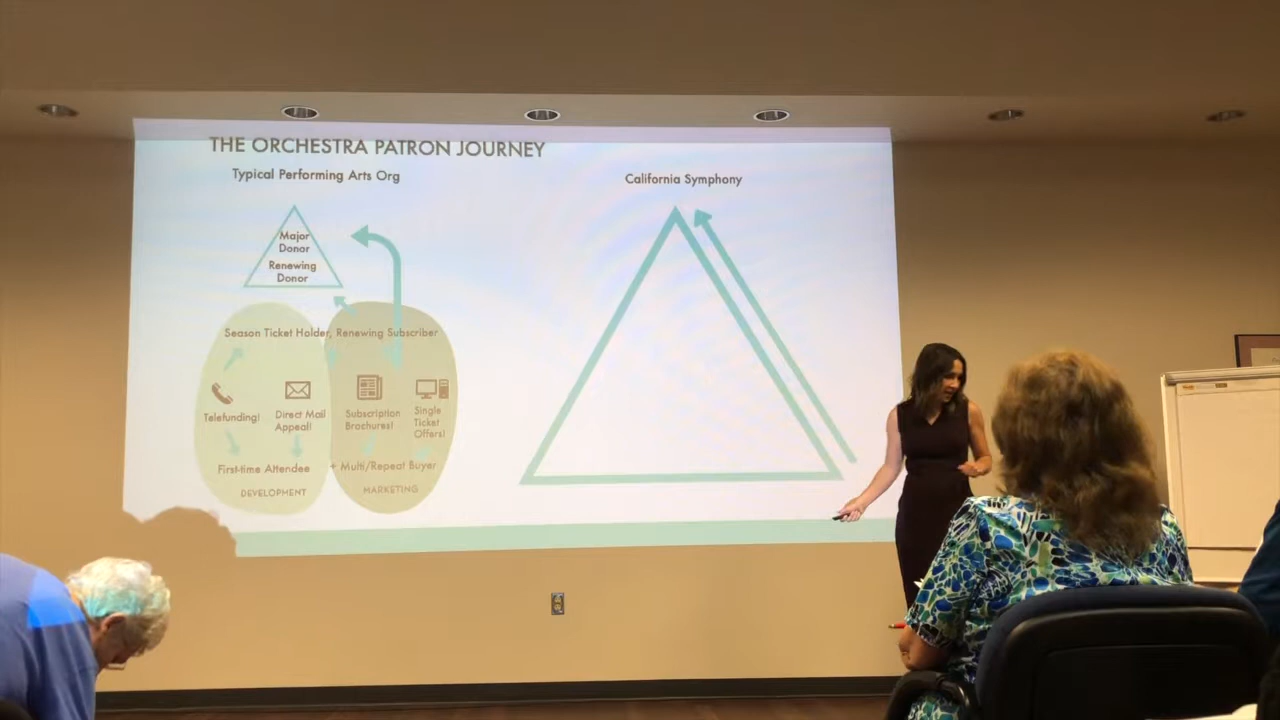 THE ORCHESTRA PATRON JOURNEY
Typical Performing Arts Org
California Symphony
Major
Donor
Renewing
Donor
Season Ticket Holder, Renewing Subscriber
Telefunding!
Direct Mail
Appeal!
Subscription
Brochures!
Single
Ticket
Offers!
First-time Attendee
+ Multi/Repeat Buyer
DEVELOPMENT
MARKETING